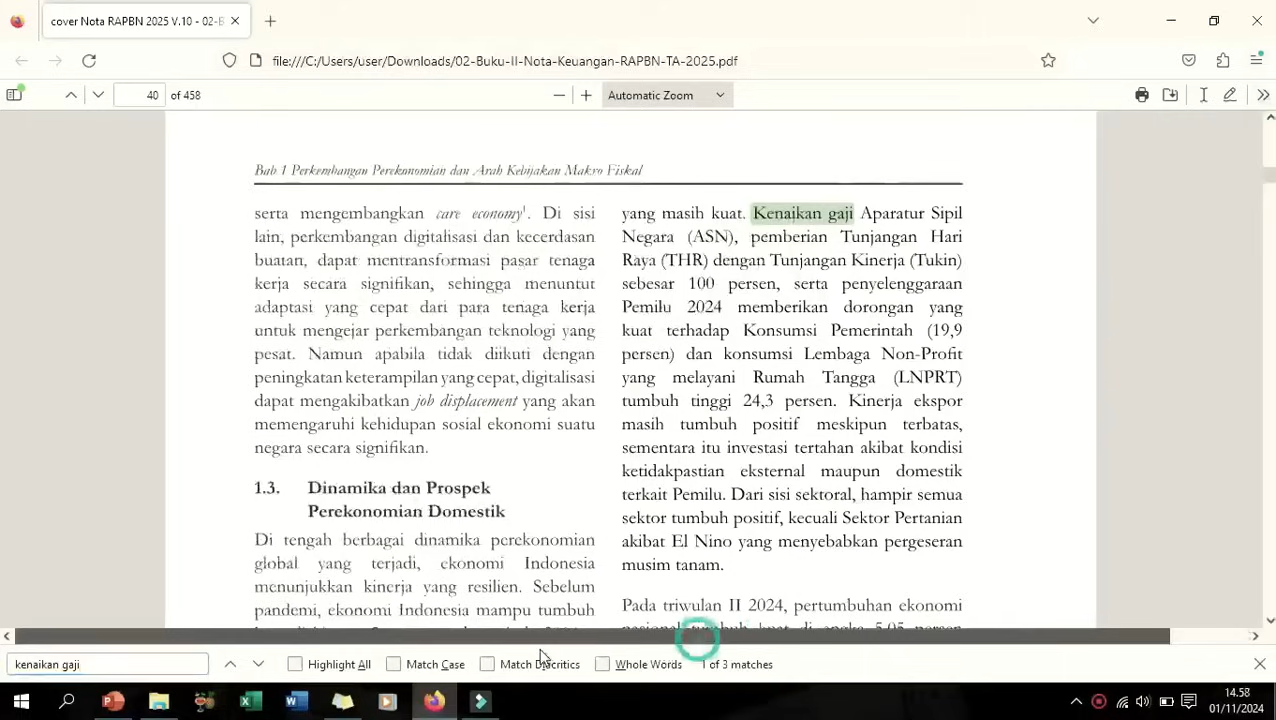 cover Nota RAPBN 2025 V.10 - 02-B
file:///C:/Users/user/Downloads/02-Buku-II-Nota-Keuangan-RAPBN-TA-2025.pdf
40 of 458
Automatic Zoom
Bab 1 Perkembangan Perekonomian dan Arah Kebijakan Makro Fiskal
serta mengembangkan care economy¹. Di sisi
lain, perkembangan digitalisasi dan kecerdasan
buatan, dapat mentransformasi pasar tenaga
kerja secara signifikan, sehingga menuntut
adaptasi yang cepat dari para tenaga kerja
untuk mengejar perkembangan teknologi yang
pesat. Namun apabila tidak diikuti dengan
peningkatan keterampilan yang cepat, digitalisasi
dapat mengakibatkan job displacement yang akan
memengaruhi kehidupan sosial ekonomi suatu
negara secara signifikan.
1.3. Dinamika dan Prospek
Perekonomian Domestik
Di tengah berbagai dinamika perekonomian
global yang terjadi, ekonomi Indonesia
menunjukkan kinerja yang resilien. Sebelum
pandemi, ekonomi Indonesia mampu tumbuh
yang masih kuat. Kenaikan gaji Aparatur Sipil
Negara (ASN), pemberian Tunjangan Hari
Raya (THR) dengan Tunjangan Kinerja (Tukin)
sebesar 100 persen, serta penyelenggaraan
Pemilu 2024 memberikan dorongan yang
kuat terhadap Konsumsi Pemerintah (19,9
persen) dan konsumsi Lembaga Non-Profit
yang melayani Rumah Tangga (LNPRT)
tumbuh tinggi 24,3 persen. Kinerja ekspor
masih tumbuh positif meskipun terbatas,
sementara itu investasi tertahan akibat kondisi
ketidakpastian eksternal maupun domestik
terkait Pemilu. Dari sisi sektoral, hampir semua
sektor tumbuh positif, kecuali Sektor Pertanian
akibat El Nino yang menyebabkan pergeseran
musim tanam.
Pada triwulan II 2024, pertumbuhan ekonomi
nasional tumbuh kuat di angka 5,05 persen
kenaikan gaji
Highlight All
Match Case
Match Diacritics
Whole Words
1 of 3 matches
14.58
01/11/2024